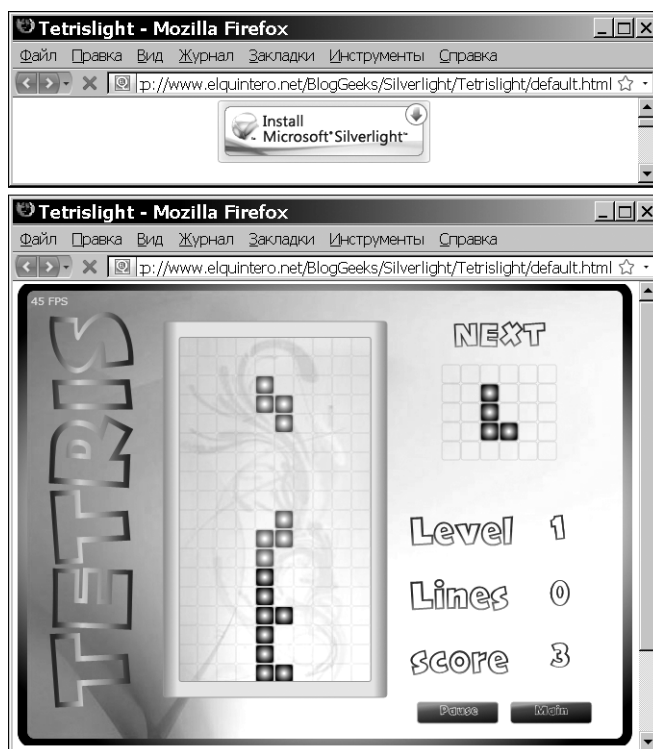 Tetrislight - Mozilla Firefox
Файл Правка Вид Журнал Закладки Инструменты Справка
p://www.elquintero.net/BlogGeeks/Silverlight/Tetrislight/default.html
Install
Microsoft® Silverlight™
Tetrislight - Mozilla Firefox
Файл Правка Вид Журнал Закладки Инструменты Справка
p://www.elquintero.net/BlogGeeks/Silverlight/Tetrislight/default.html
45 FPS
TETRIS
NEXT
Level 1
Lines 0
score 3
Pause Main